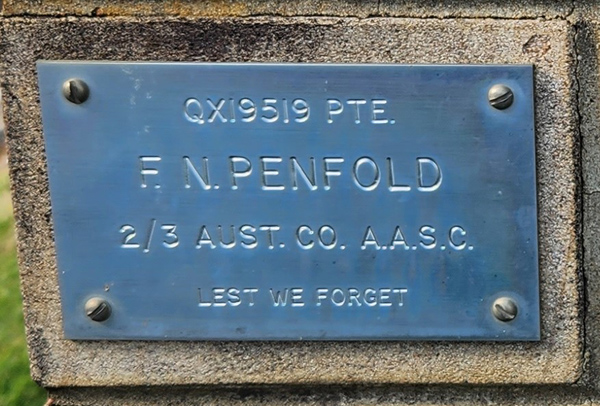 QX19519 PTE.
F. N. PENFOLD
2/3 AUST. CO. A.A.S.C.
LEST WE FORGET